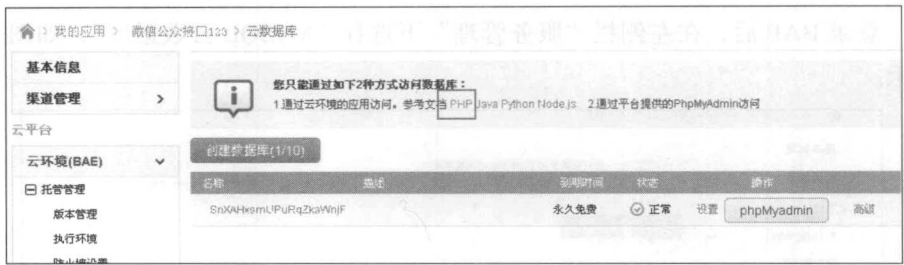 我的应用 > 微信公众接口123 > 云数据库
基本信息
渠道管理 >
云平台
云环境(BAE)
托管管理
版本管理
执行环境
防火墙设置
您只能通过如下2种方式访问数据库：
1.通过云环境的应用访问。参考文档 PHP Java Python Node.js 2.通过平台提供的PhpMyAdmin访问
创建数据库(1/10)
名称 描述 到期时间 状态 操作
永久免费 正常 设置 phpMyadmin 高级